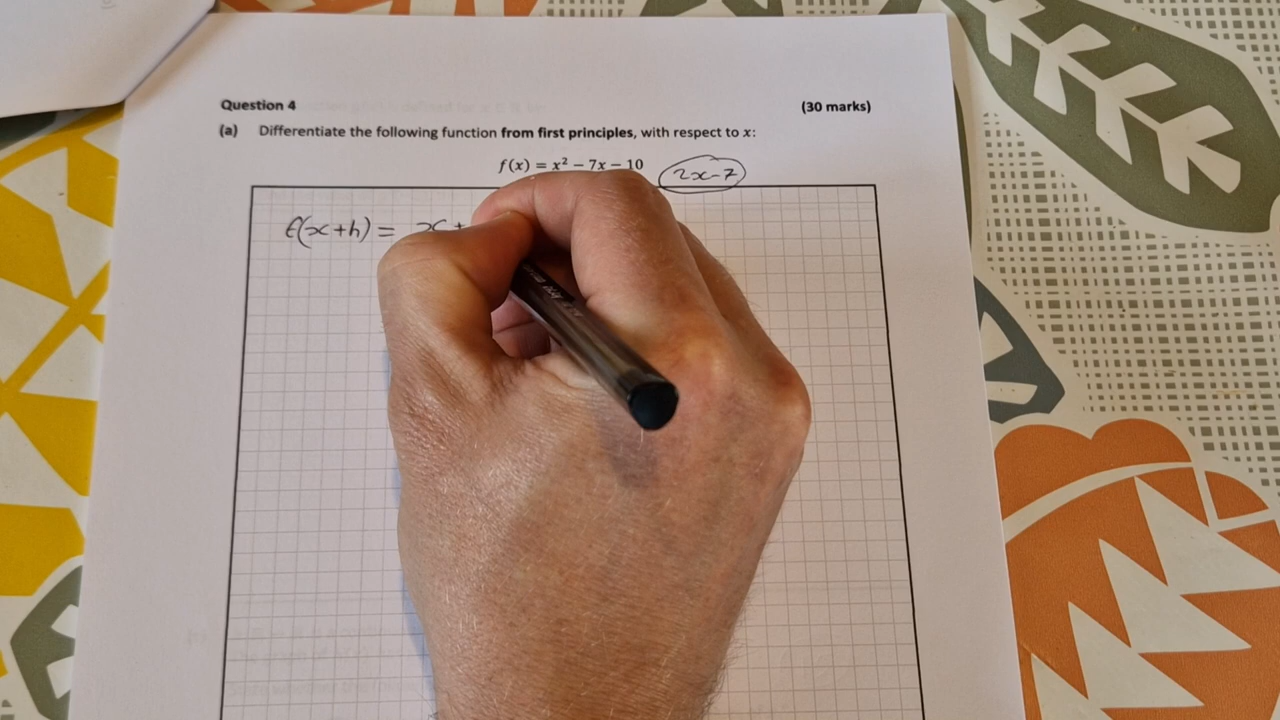 Question 4 (30 marks)
(a) Differentiate the following function from first principles, with respect to x:
f(x) = x² – 7x – 10 2x-7
f(x+h) = x+